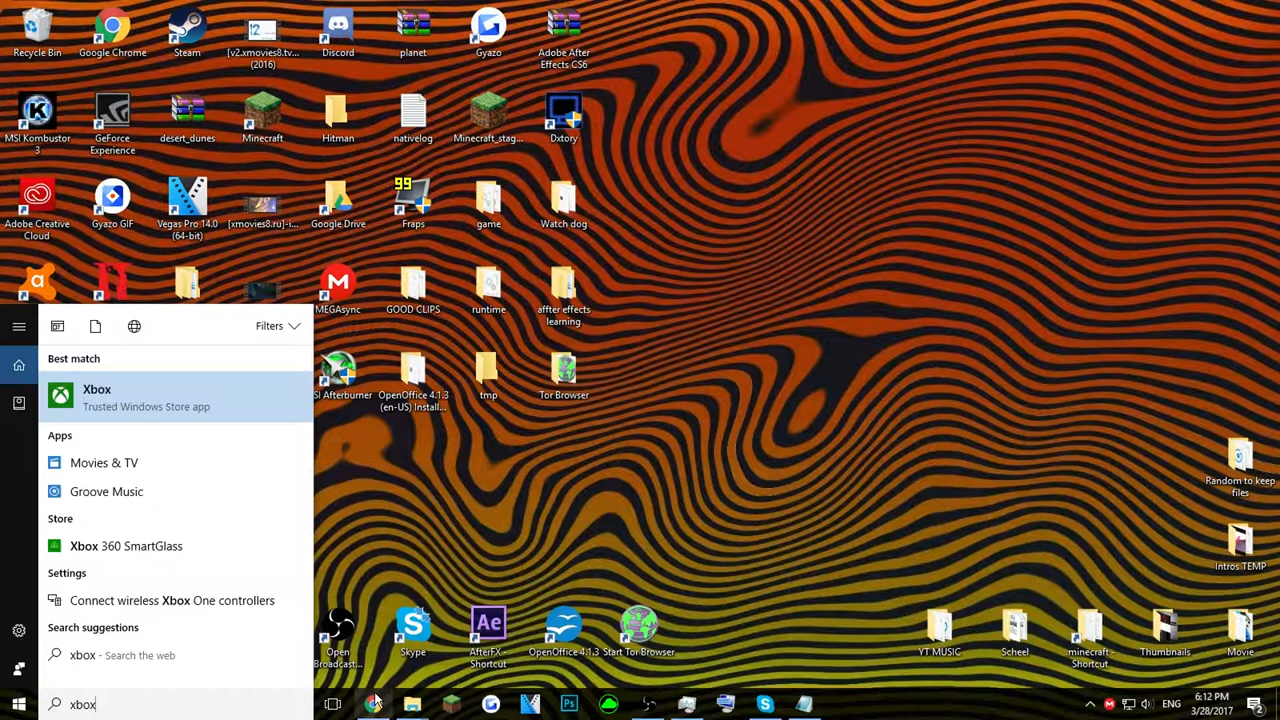 Recycle Bin
Google Chrome
Steam
[v2.xmovies8.tv...
(2016)
Discord
planet
Gyazo
Adobe After
Effects CS6
MSI Kombustor
3
GeForce
Experience
desert_dunes
Minecraft
Hitman
nativelog
Minecraft_stag...
Dxtory
Adobe Creative
Cloud
Gyazo GIF
Vegas Pro 14.0
(64-bit)
[xmovies8.ru]-i...
Google Drive
99
Fraps
game
Watch dog
MEGAsync
GOOD CLIPS
runtime
affter effects
learning
Filters
Best match
Xbox
Trusted Windows Store app
Apps
Movies & TV
Groove Music
Store
Xbox 360 SmartGlass
Settings
Connect wireless Xbox One controllers
Search suggestions
xbox - Search the web
xbox
SI Afterburner
OpenOffice 4.1.3
(en-US) Install...
tmp
Tor Browser
Random to keep
files
Intros TEMP
Open
Broadcast...
Skype
Ae
AfterFX -
Shortcut
OpenOffice 4.1.3
Start Tor Browser
YT MUSIC
Scheel
.minecraft -
Shortcut
Thumbnails
Movie
Ps
ENG
6:12 PM
3/28/2017
2